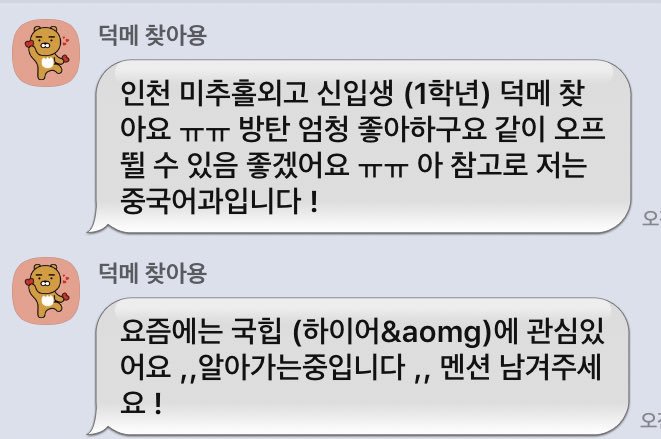 덕메 찾아용
인천 미추홀외고 신입생 (1학년) 덕메 찾
아요 ㅠㅠ 방탄 엄청 좋아하구요 같이 오프
뛸 수 있음 좋겠어요 ㅠㅠ 아 참고로 저는
중국어과입니다 !
덕메 찾아용
요즘에는 국힙 (하이어&aomg)에 관심있
어요 ,,알아가는중입니다 ,, 멘션 남겨주세
요 !